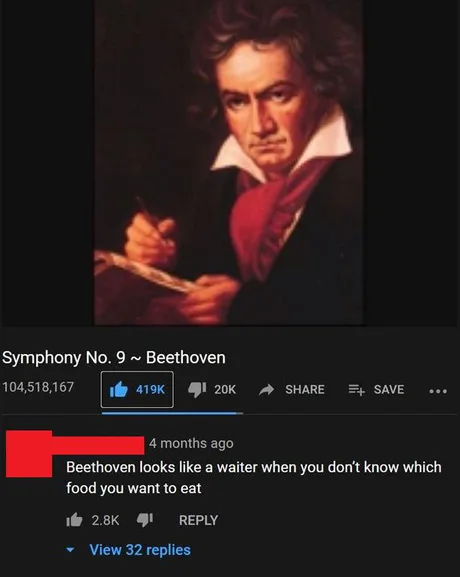 Symphony No. 9 ~ Beethoven
104,518,167 419K 20K SHARE SAVE
4 months ago
Beethoven looks like a waiter when you don't know which
food you want to eat
2.8K REPLY
View 32 replies